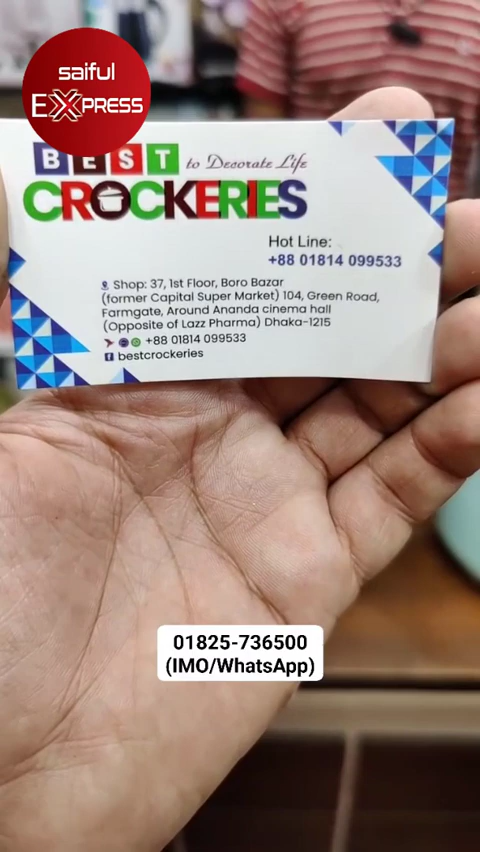 saiful
EXPRESS
BEST to Decorate Life
CROCKERIES
Hot Line:
+88 01814 099533
Shop: 37, 1st Floor, Boro Bazar
(former Capital Super Market) 104, Green Road,
Farmgate, Around Ananda cinema hall
(Opposite of Lazz Pharma) Dhaka-1215
+88 01814 099533
bestcrockeries
01825-736500
(IMO/WhatsApp)